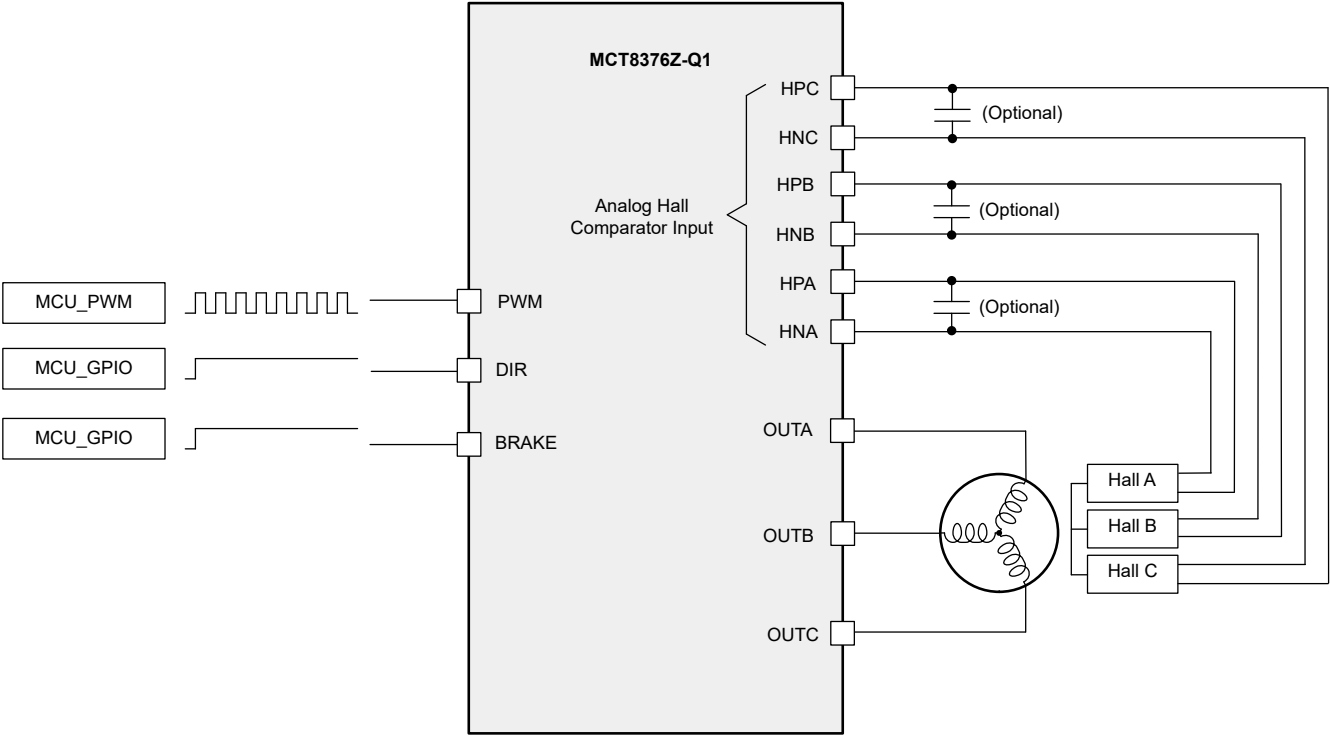 MCT8376Z-Q1
HPC
(Optional)
HNC
HPB
Analog Hall
Comparator Input
(Optional)
HNB
HPA
MCU_PWM
PWM
(Optional)
HNA
MCU_GPIO
DIR
MCU_GPIO
BRAKE
OUTA
Hall A
OUTB
Hall B
Hall C
OUTC